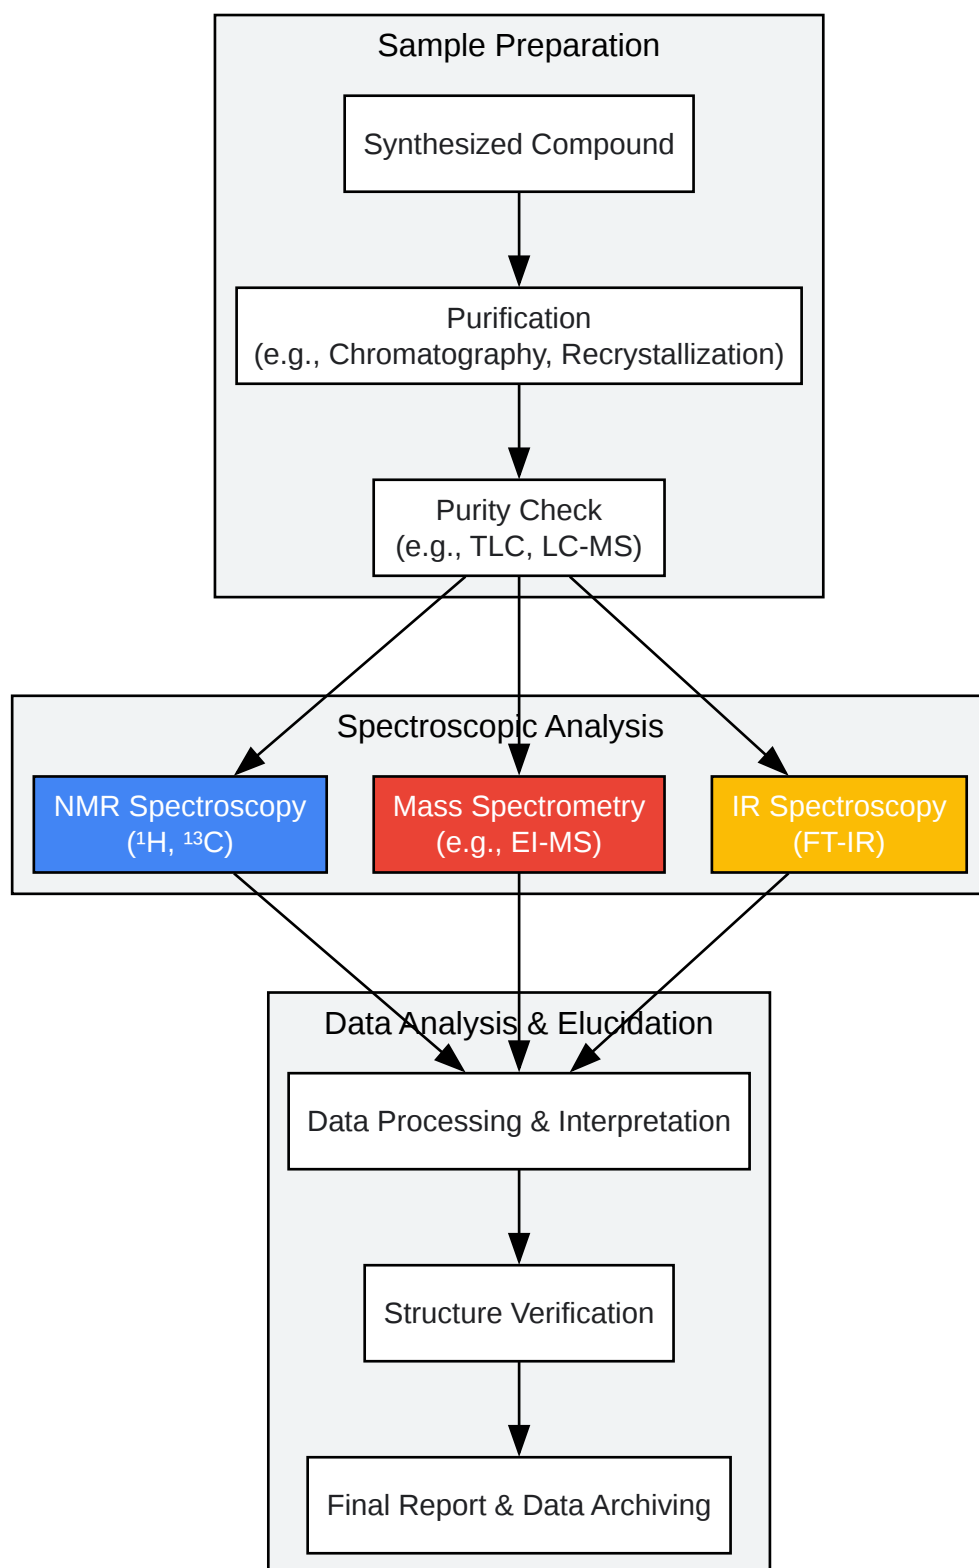 Sample Preparation
Synthesized Compound
Purification
(e.g., Chromatography, Recrystallization)
Purity Check
(e.g., TLC, LC-MS)
Spectroscopic Analysis
NMR Spectroscopy
(¹H, ¹³C)
Mass Spectrometry
(e.g., EI-MS)
IR Spectroscopy
(FT-IR)
Data Analysis & Elucidation
Data Processing & Interpretation
Structure Verification
Final Report & Data Archiving